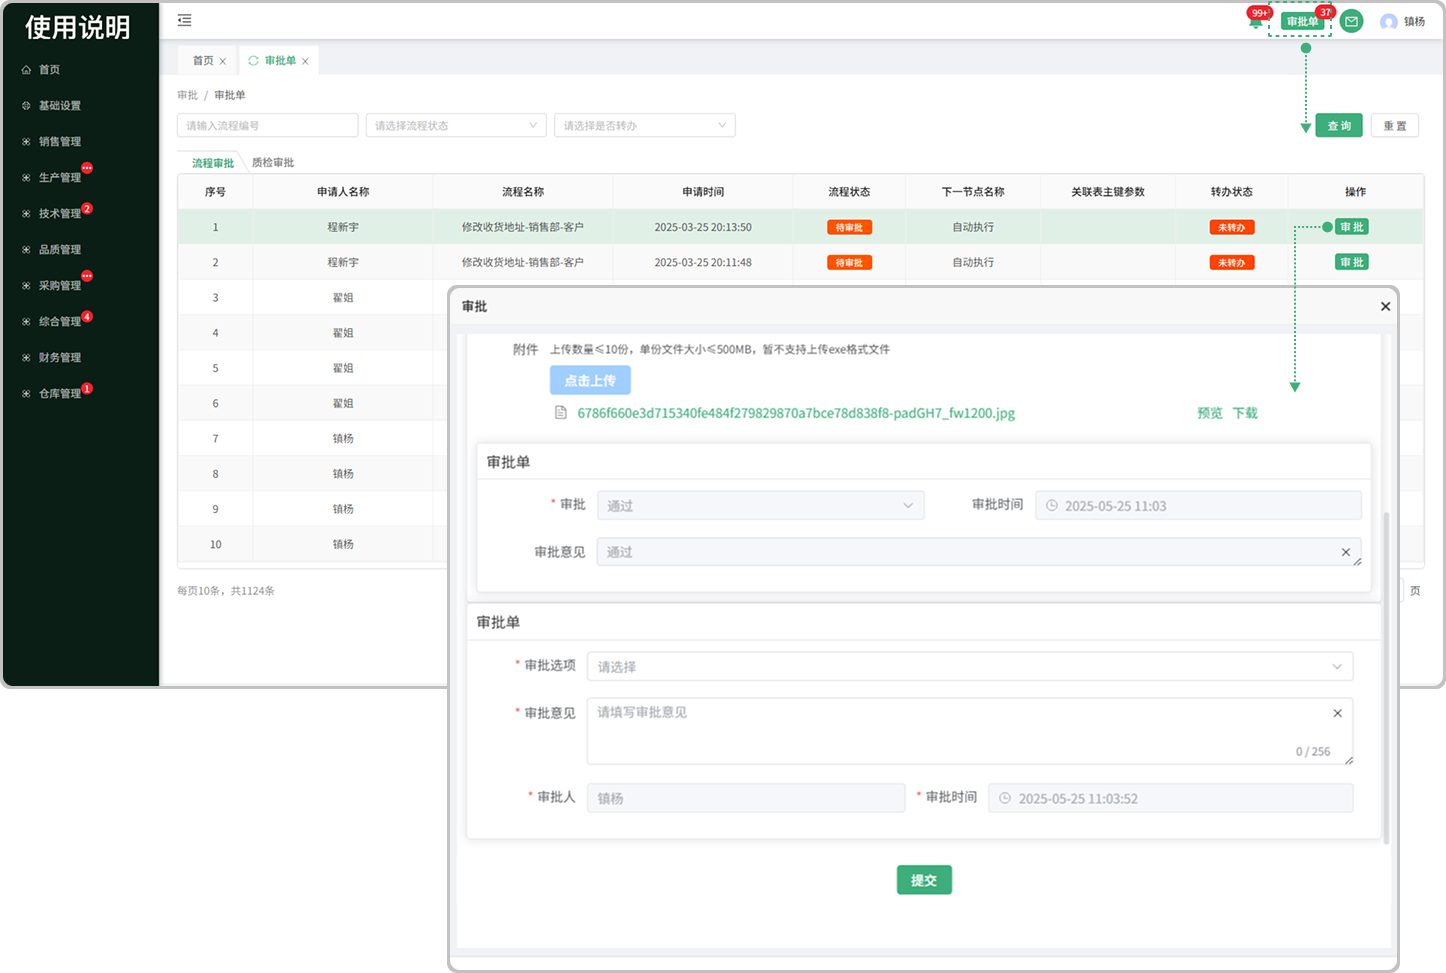 使用说明
首页
基础设置
销售管理
生产管理
技术管理 2
品质管理
采购管理
综合管理 4
财务管理
仓库管理 1
99+ 审批单 37 镇杨
首页 审批单
审批 / 审批单
请输入流程编号 请选择流程状态 请选择是否转办 查询 重置
流程审批 质检审批
序号 申请人名称 流程名称 申请时间 流程状态 下一节点名称 关联表主键参数 转办状态 操作
1 程新宇 修改收货地址-销售部-客户 2025-03-25 20:13:50 待审批 自动执行 未转办 审批
2 程新宇 修改收货地址-销售部-客户 2025-03-25 20:11:48 待审批 自动执行 未转办 审批
3 翟姐
4 翟姐
5 翟姐
6 翟姐
7 镇杨
8 镇杨
9 镇杨
10 镇杨
每页10条，共1124条
页
审批
附件 上传数量≤10份，单份文件大小≤500MB，暂不支持上传exe格式文件
点击上传
6786f660e3d715340fe484f279829870a7bce78d838f8-padGH7_fw1200.jpg 预览 下载
审批单
* 审批 通过 审批时间 2025-05-25 11:03
审批意见 通过
审批单
* 审批选项 请选择
* 审批意见 请填写审批意见
0 / 256
* 审批人 镇杨 * 审批时间 2025-05-25 11:03:52
提交